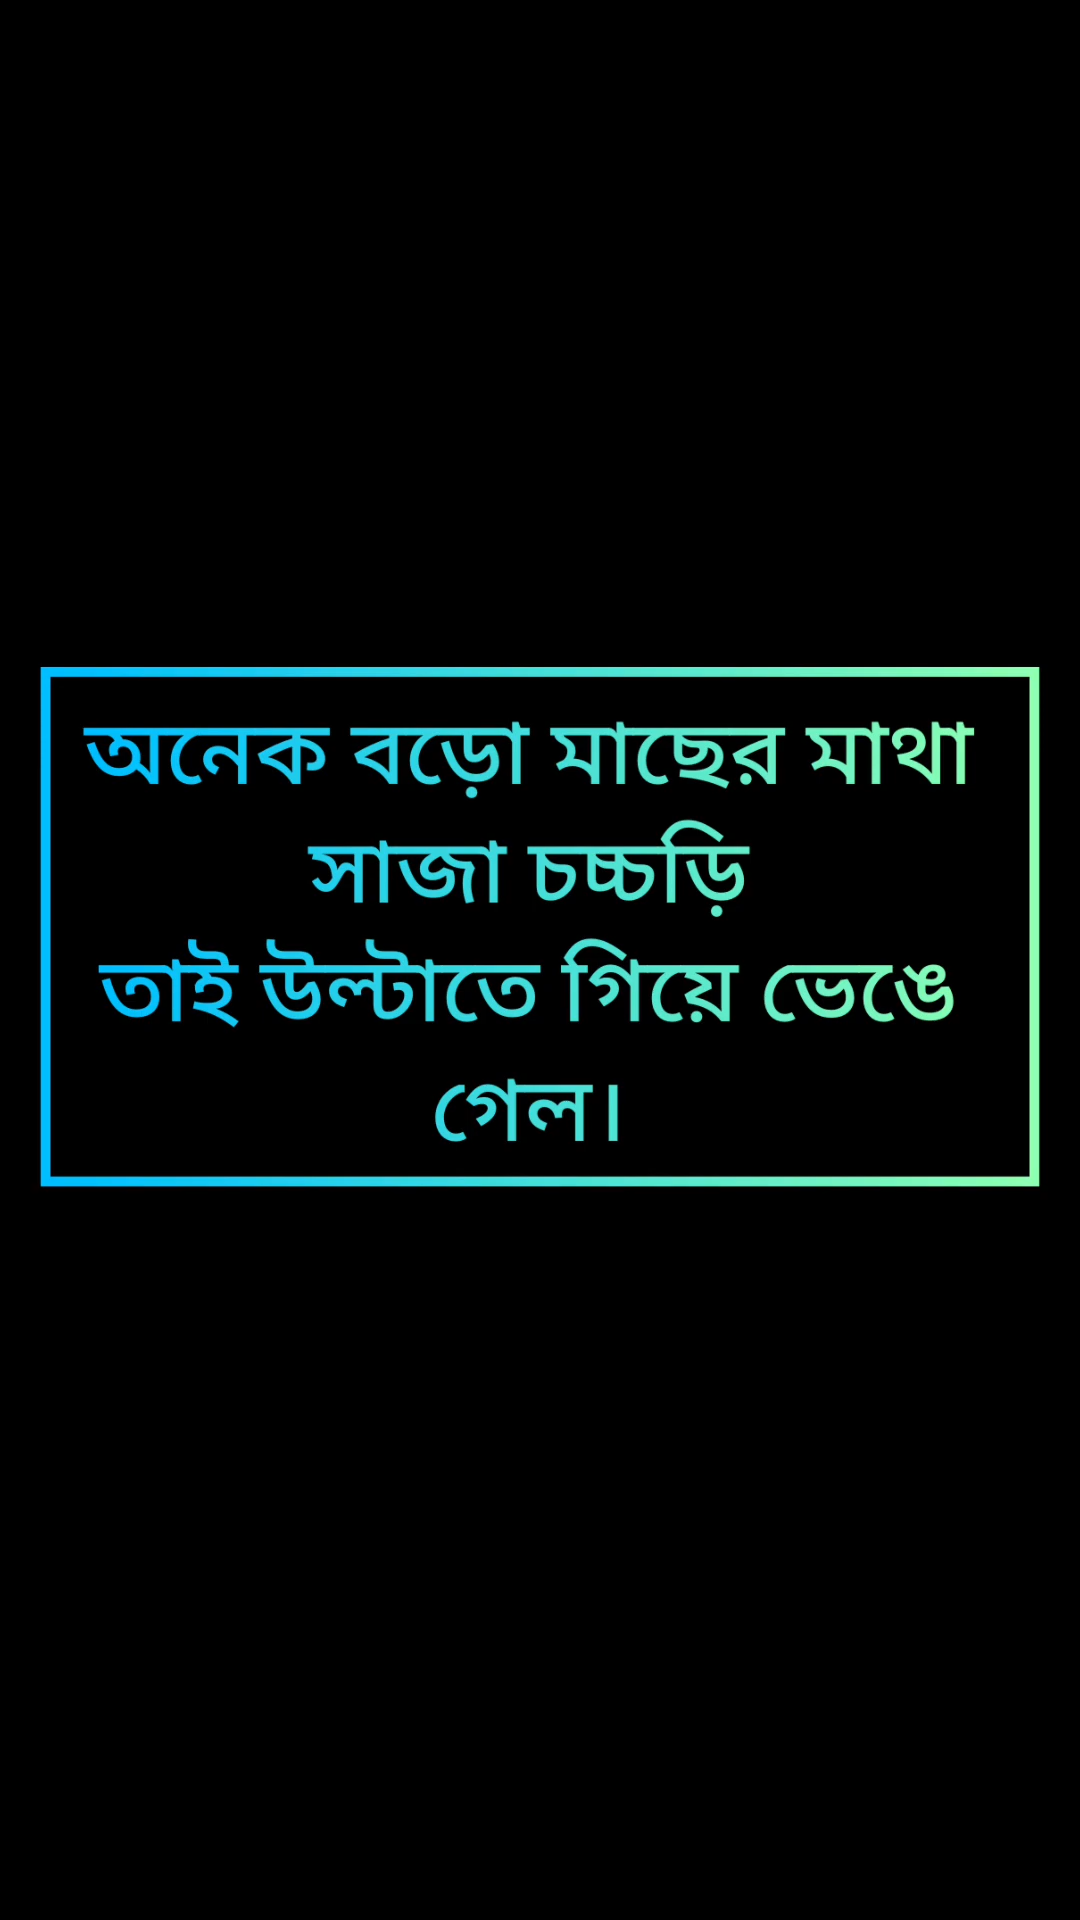 অনেক বড়ো মাছের মাথা
সাজা চচ্চড়ি
তাই উল্টাতে গিয়ে ভেঙে
গেল।